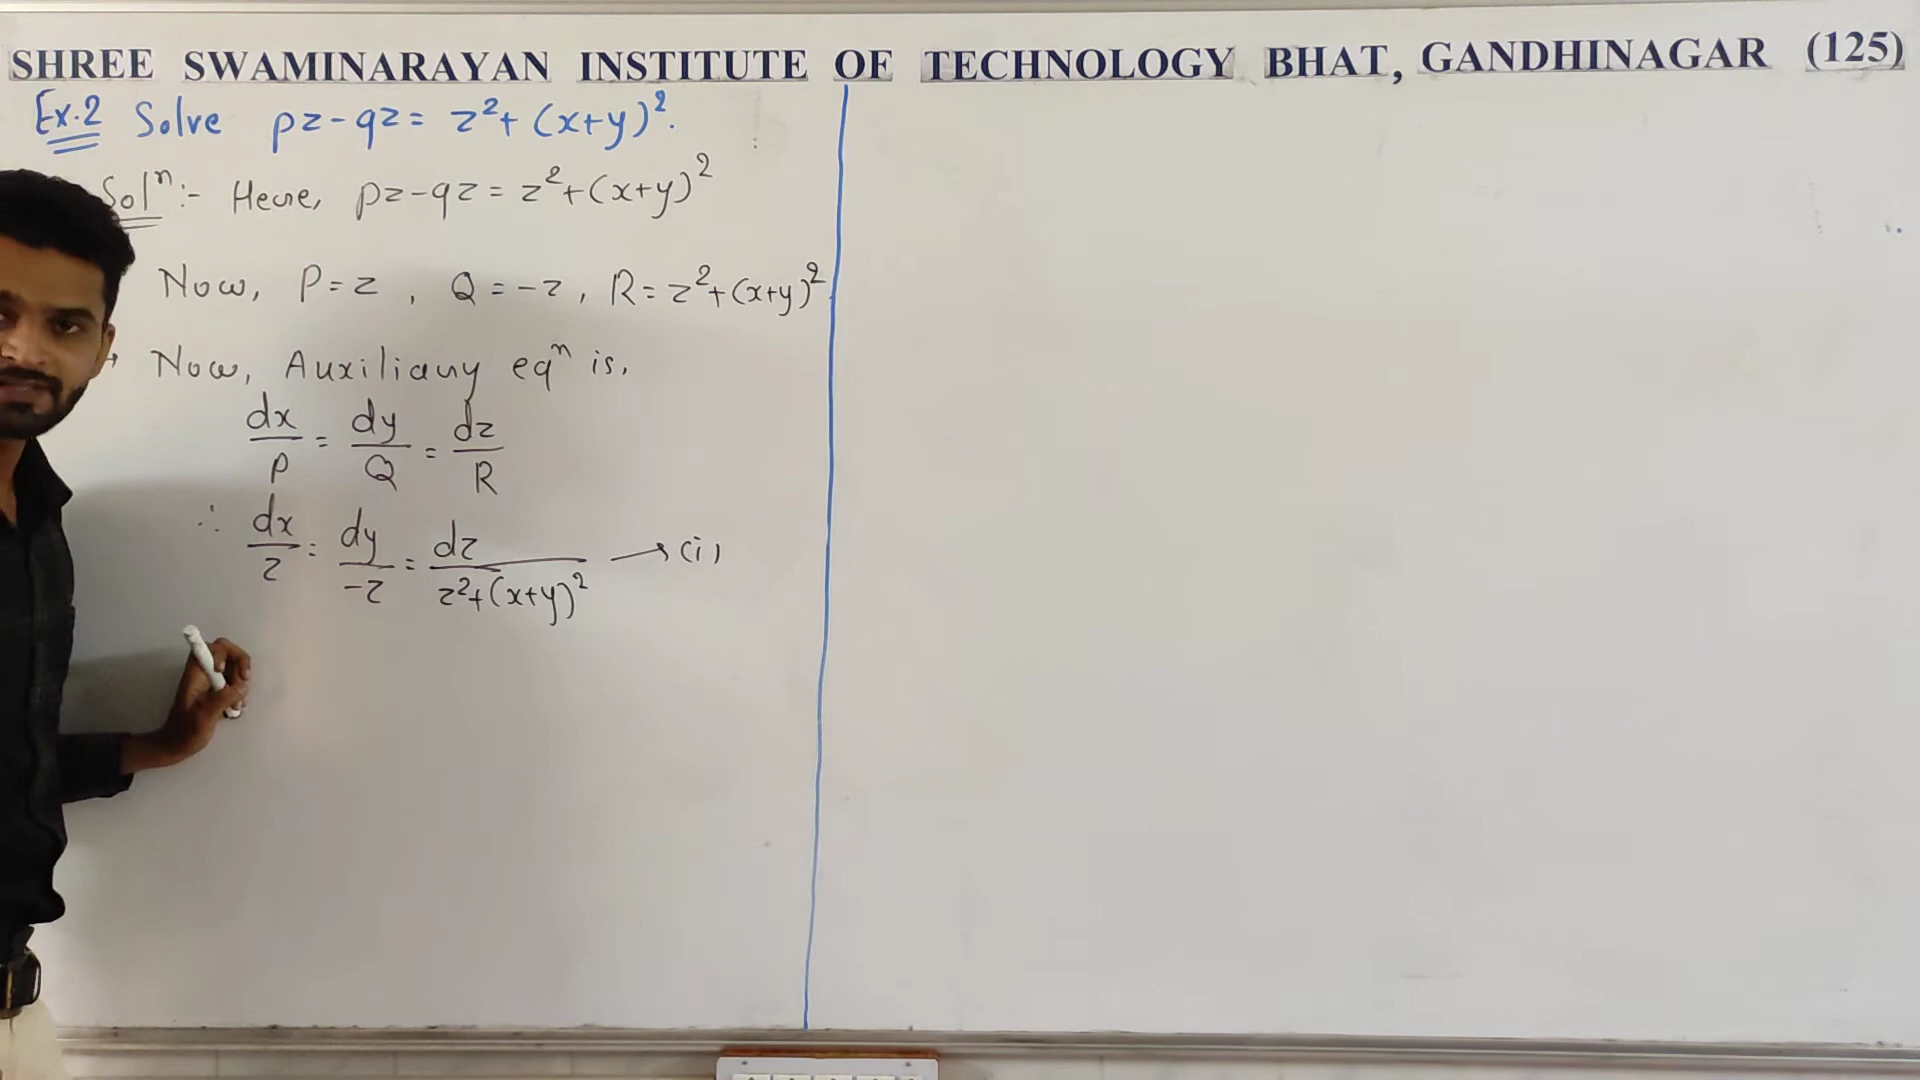 SHREE SWAMINARAYAN INSTITUTE OF TECHNOLOGY BHAT, GANDHINAGAR (125)
Ex.2 Solve pz-qz = z²+(x+y)².
Solⁿ:- Here, pz-qz = z²+(x+y)²
Now, P=z , Q=-z , R=z²+(x+y)²
→ Now, Auxiliary eqⁿ is,
dx/P = dy/Q = dz/R
∴ dx/z = dy/-z = dz/z²+(x+y)² → (i)